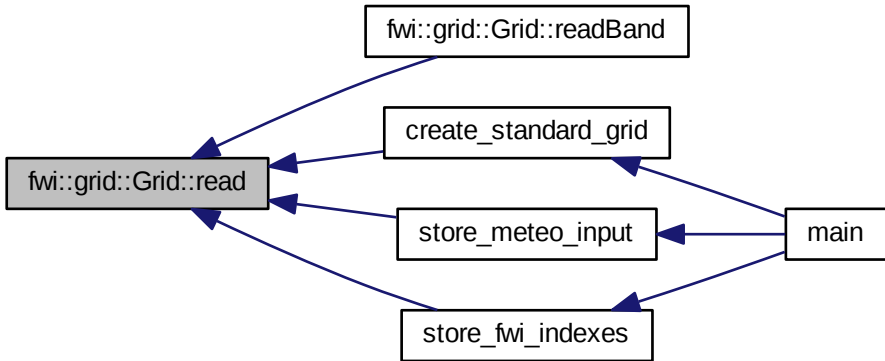 fwi::grid::Grid::readBand
create_standard_grid
fwi::grid::Grid::read
store_meteo_input
main
store_fwi_indexes